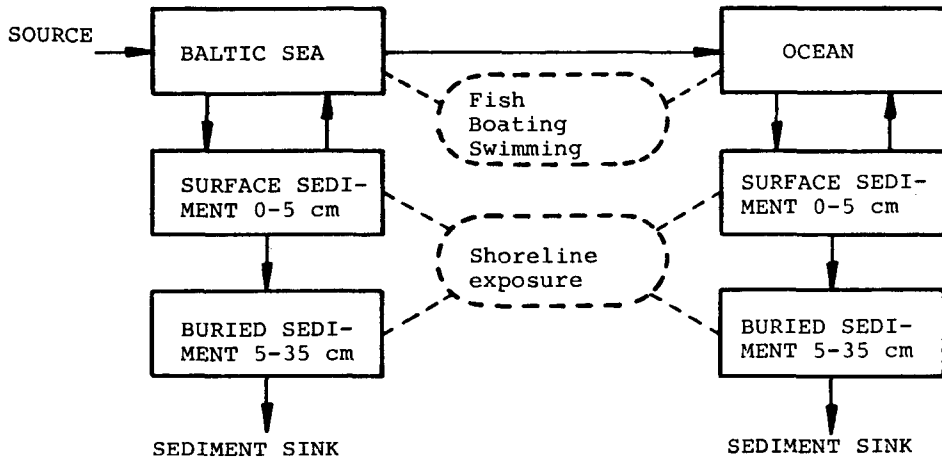 SOURCE
BALTIC SEA
OCEAN
Fish
Boating
Swimming
SURFACE SEDI-
MENT 0-5 cm
SURFACE SEDI-
MENT 0-5 cm
Shoreline
exposure
BURIED SEDI-
MENT 5-35 cm
BURIED SEDI-
MENT 5-35 cm
SEDIMENT SINK
SEDIMENT SINK